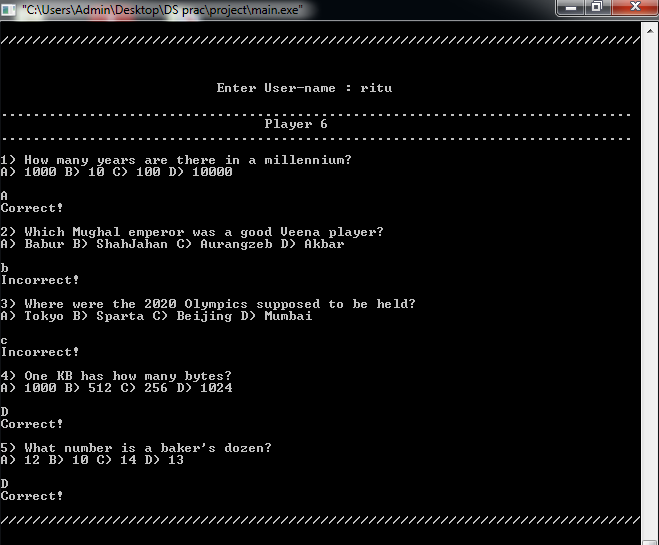 "C:\Users\Admin\Desktop\DS prac\project\main.exe"
////////////////////////////////////////////////////////////////////////////////
Enter User-name : ritu
-------------------------------------------------------------------------------
Player 6
-------------------------------------------------------------------------------
1) How many years are there in a millennium?
A) 1000 B) 10 C) 100 D) 10000
A
Correct!
2) Which Mughal emperor was a good Veena player?
A) Babur B) ShahJahan C) Aurangzeb D) Akbar
b
Incorrect!
3) Where were the 2020 Olympics supposed to be held?
A) Tokyo B) Sparta C) Beijing D) Mumbai
c
Incorrect!
4) One KB has how many bytes?
A) 1000 B) 512 C) 256 D) 1024
D
Correct!
5) What number is a baker's dozen?
A) 12 B) 10 C) 14 D) 13
D
Correct!
////////////////////////////////////////////////////////////////////////////////